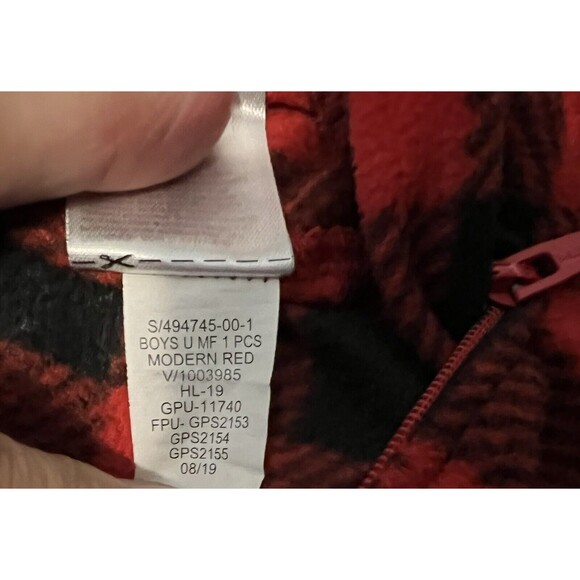 S/494745-00-1
BOYS U MF 1 PCS
MODERN RED
V/1003985
HL-19
GPU-11740
FPU- GPS2153
GPS2154
GPS2155
08/19